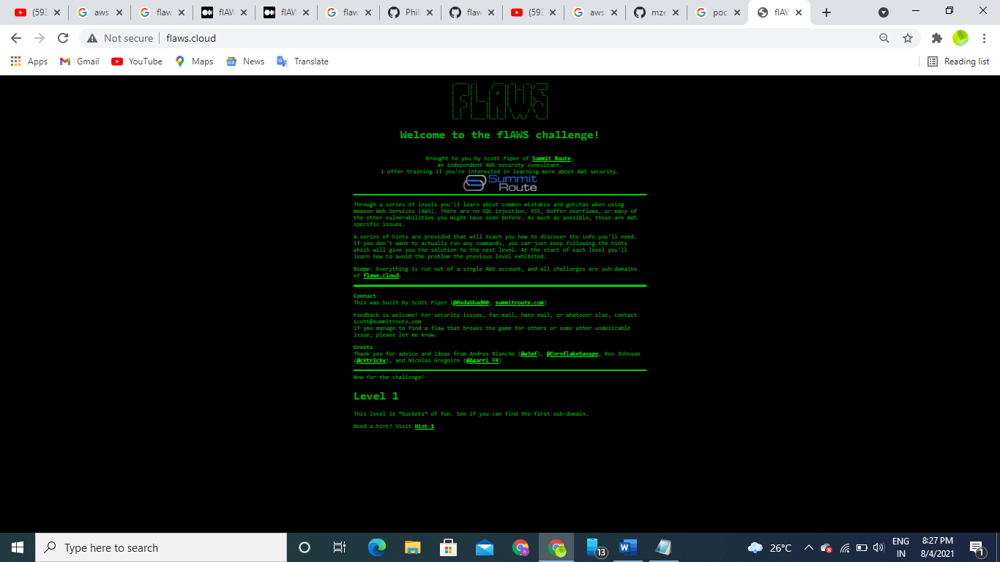 (593
aws
flaw
flAW
flAW
flaw
Phil
flaw
(593
aws
mze
poc
flAW
Not secure
flaws.cloud
Apps
Gmail
YouTube
Maps
News
Translate
Reading list
FLAWS
Welcome to the flAWS challenge!
Brought to you by Scott Piper of Summit Route,
an independent AWS security consultant.
I offer training if you're interested in learning more about AWS security.
Summit
Route
Through a series of levels you'll learn about common mistakes and gotchas when using
Amazon Web Services (AWS). There are no SQL injection, XSS, buffer overflows, or many of
the other vulnerabilities you might have seen before. As much as possible, these are AWS
specific issues.
A series of hints are provided that will teach you how to discover the info you'll need.
If you don't want to actually run any commands, you can just keep following the hints
which will give you the solution to the next level. At the start of each level you'll
learn how to avoid the problem the previous level exhibited.
Scope: Everything is run out of a single AWS account, and all challenges are sub-domains
of flaws.cloud.
Contact
This was built by Scott Piper (@0xdabbad00, summitroute.com)
Feedback is welcome! For security issues, fan mail, hate mail, or whatever else, contact
scott@summitroute.com
If you manage to find a flaw that breaks the game for others or some other undesirable
issue, please let me know.
Greetz
Thank you for advice and ideas from Andres Riancho (@w3af), @CornflakeSavage, Ken Johnson
(@cktricky), and Nicolas Gregoire (@Agarri_FR)
Now for the challenge!
Level 1
This level is *buckets* of fun. See if you can find the first sub-domain.
Need a hint? Visit Hint 1
Type here to search
13
26°C
ENG
IN
8:27 PM
8/4/2021
1